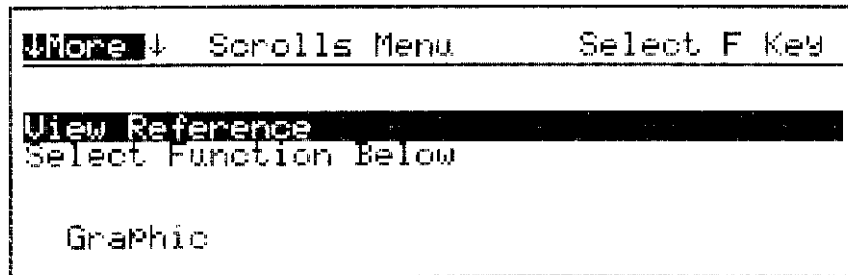 ↓More↓ Scrolls Menu Select F Key
View Reference
Select Function Below
Graphic